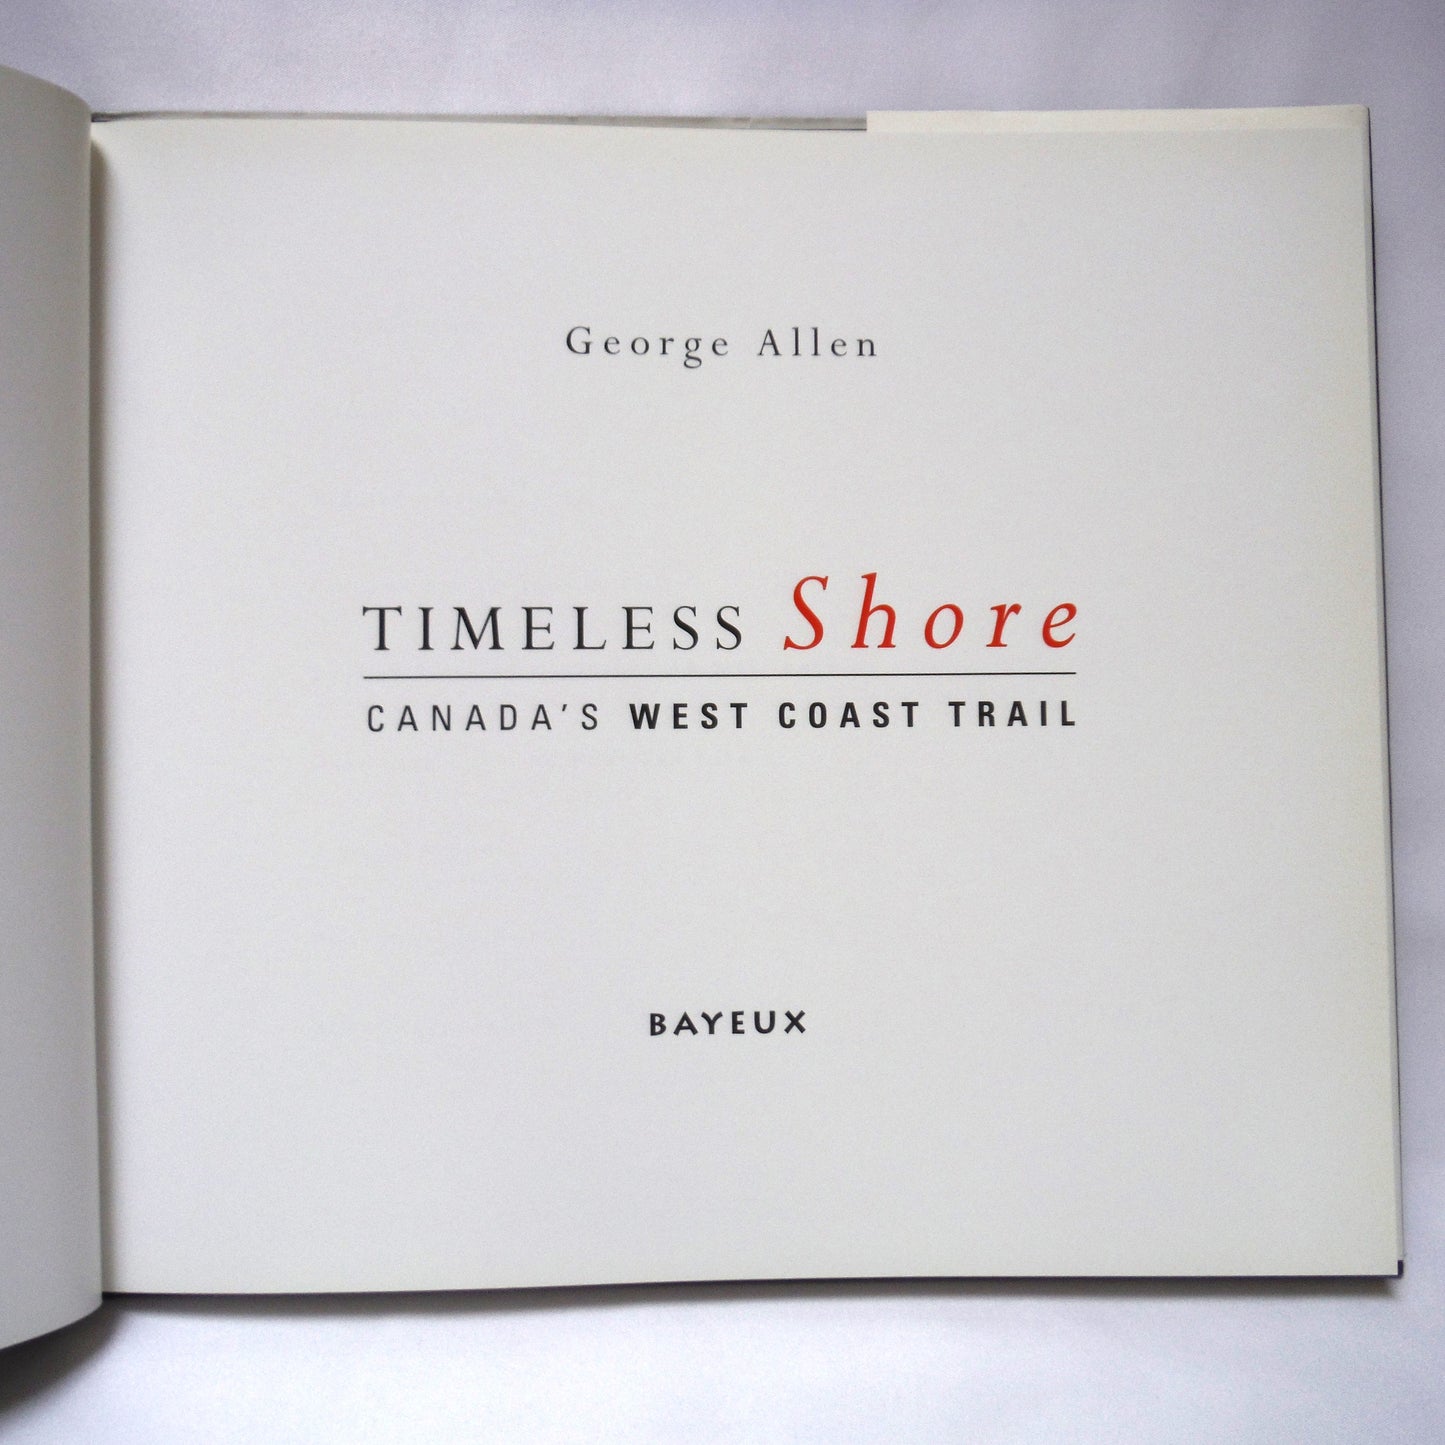 George Allen
TIMELESS Shore
CANADA'S WEST COAST TRAIL
BAYEUX